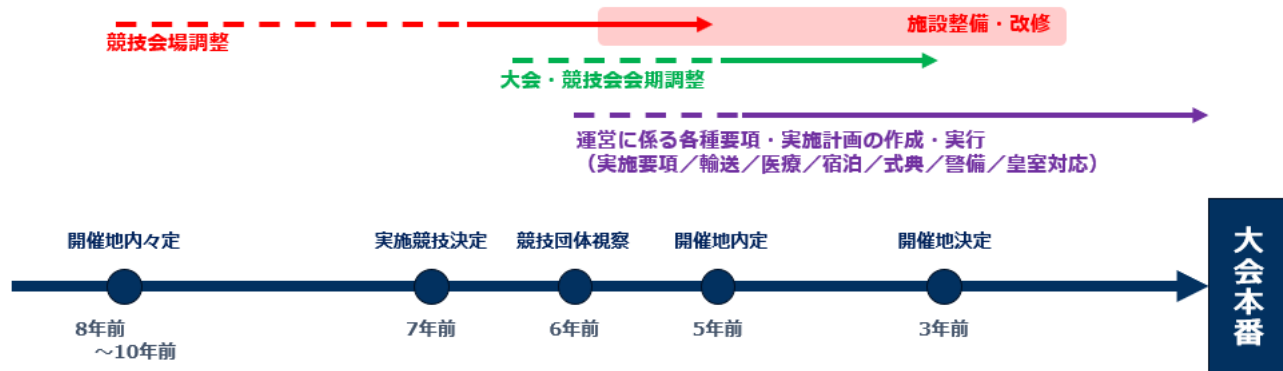 施設整備・改修
競技会場調整
大会・競技会会期調整
運営に係る各種要項・実施計画の作成・実行
（実施要項／輸送／医療／宿泊／式典／警備／皇室対応）
開催地内々定
実施競技決定
競技団体視察
開催地内定
開催地決定
大会本番
8年前
～10年前
7年前
6年前
5年前
3年前